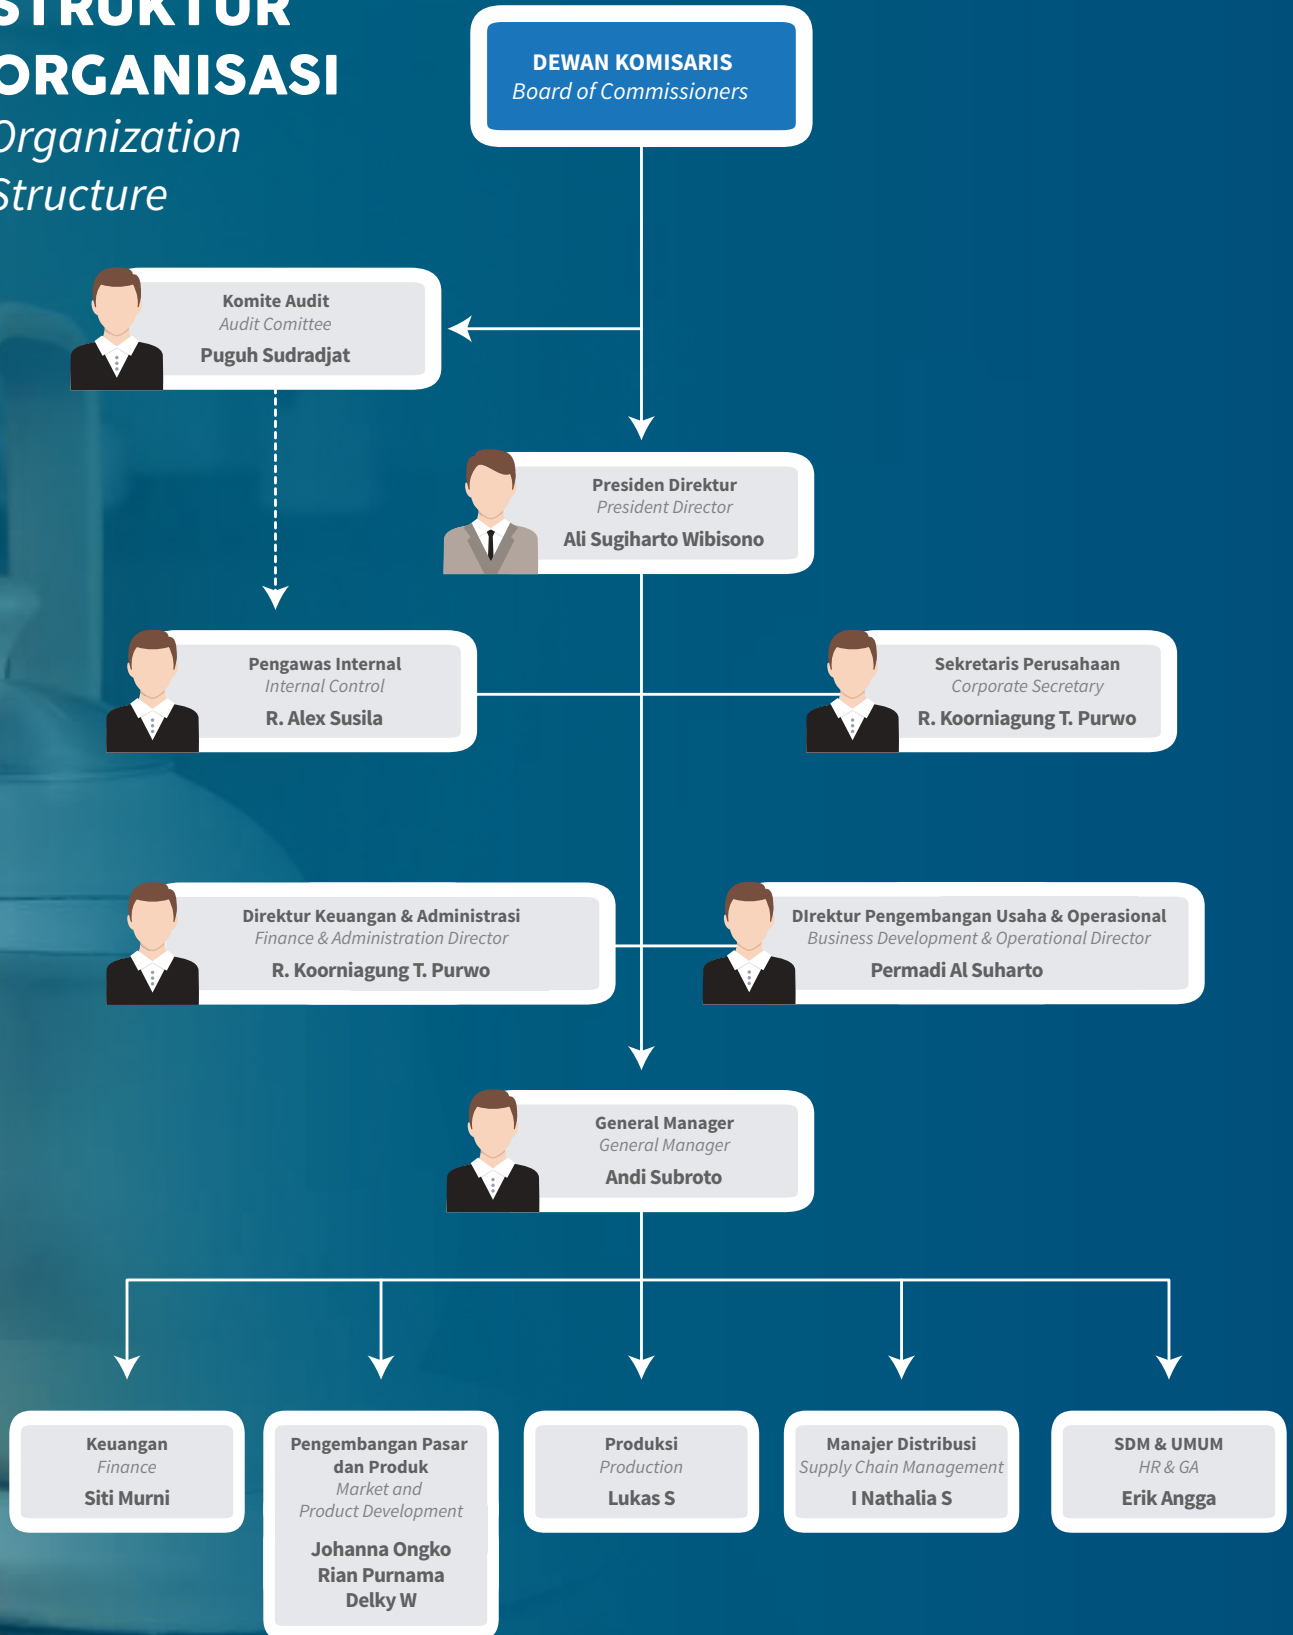 STRUKTUR
ORGANISASI
Organization
Structure
DEWAN KOMISARIS
Board of Commissioners
Komite Audit
Audit Comittee
Puguh Sudradjat
Presiden Direktur
President Director
Ali Sugiharto Wibisono
Pengawas Internal
Internal Control
R. Alex Susila
Sekretaris Perusahaan
Corporate Secretary
R. Koorniagung T. Purwo
Direktur Keuangan & Administrasi
Finance & Administration Director
R. Koorniagung T. Purwo
DIrektur Pengembangan Usaha & Operasional
Business Development & Operational Director
Permadi Al Suharto
General Manager
General Manager
Andi Subroto
Keuangan
Finance
Siti Murni
Pengembangan Pasar
dan Produk
Market and
Product Development
Johanna Ongko
Rian Purnama
Delky W
Produksi
Production
Lukas S
Manajer Distribusi
Supply Chain Management
I Nathalia S
SDM & UMUM
HR & GA
Erik Angga